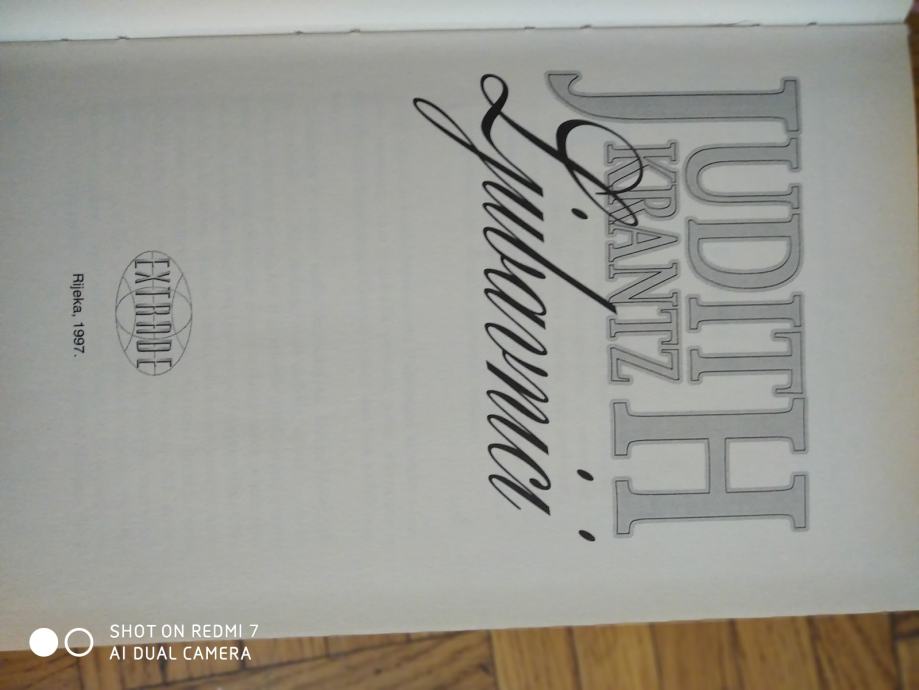 JUDITH
KRANTZ
Ljubavnici
EXTRADE
Rijeka, 1997.
SHOT ON REDMI 7
AI DUAL CAMERA